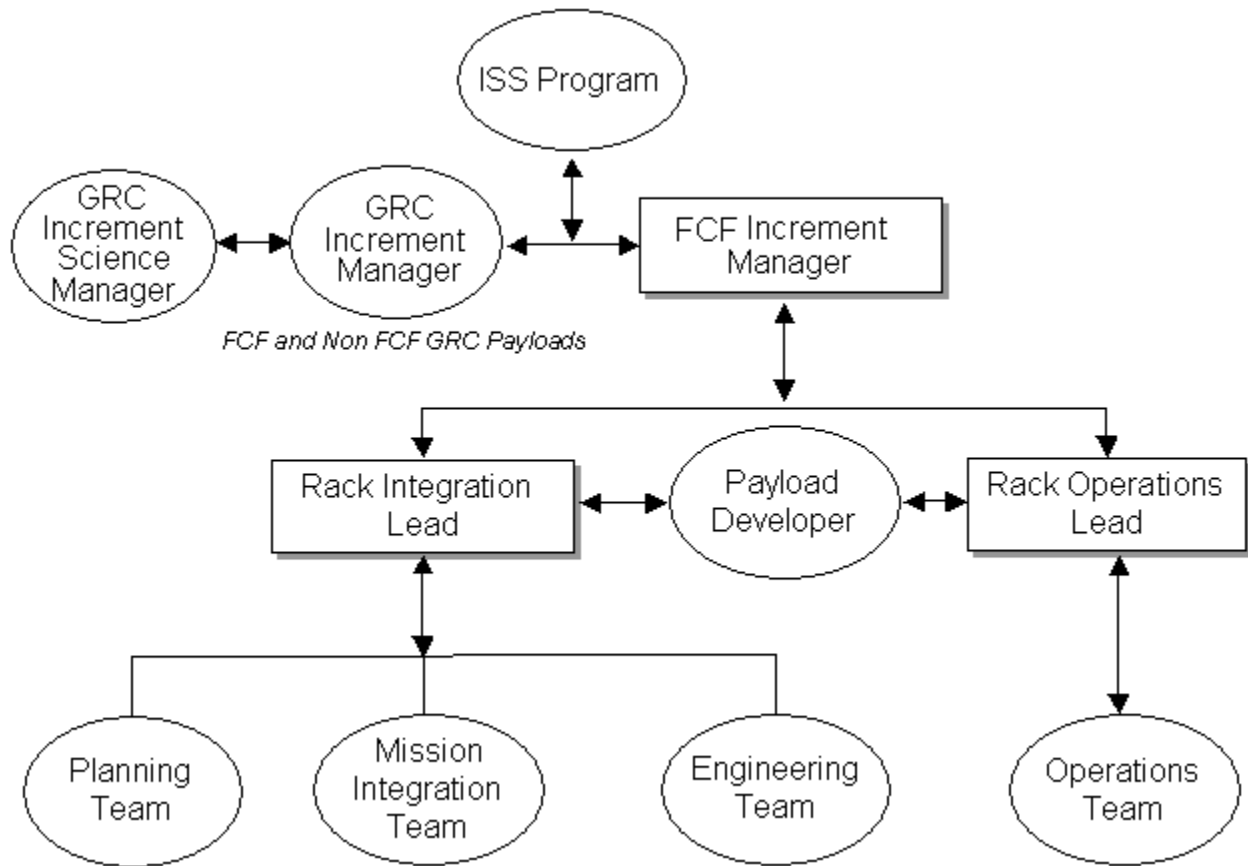 ISS Program
GRC
Increment
Science
Manager
GRC
Increment
Manager
FCF Increment
Manager
FCF and Non FCF GRC Payloads
Rack Integration
Lead
Payload
Developer
Rack Operations
Lead
Planning
Team
Mission
Integration
Team
Engineering
Team
Operations
Team